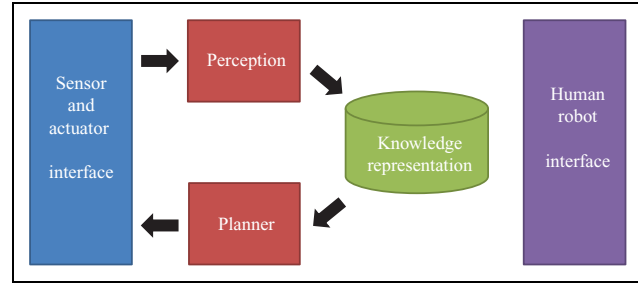 Sensor
and
actuator
interface
Perception
Knowledge
representation
Planner
Human
robot
interface